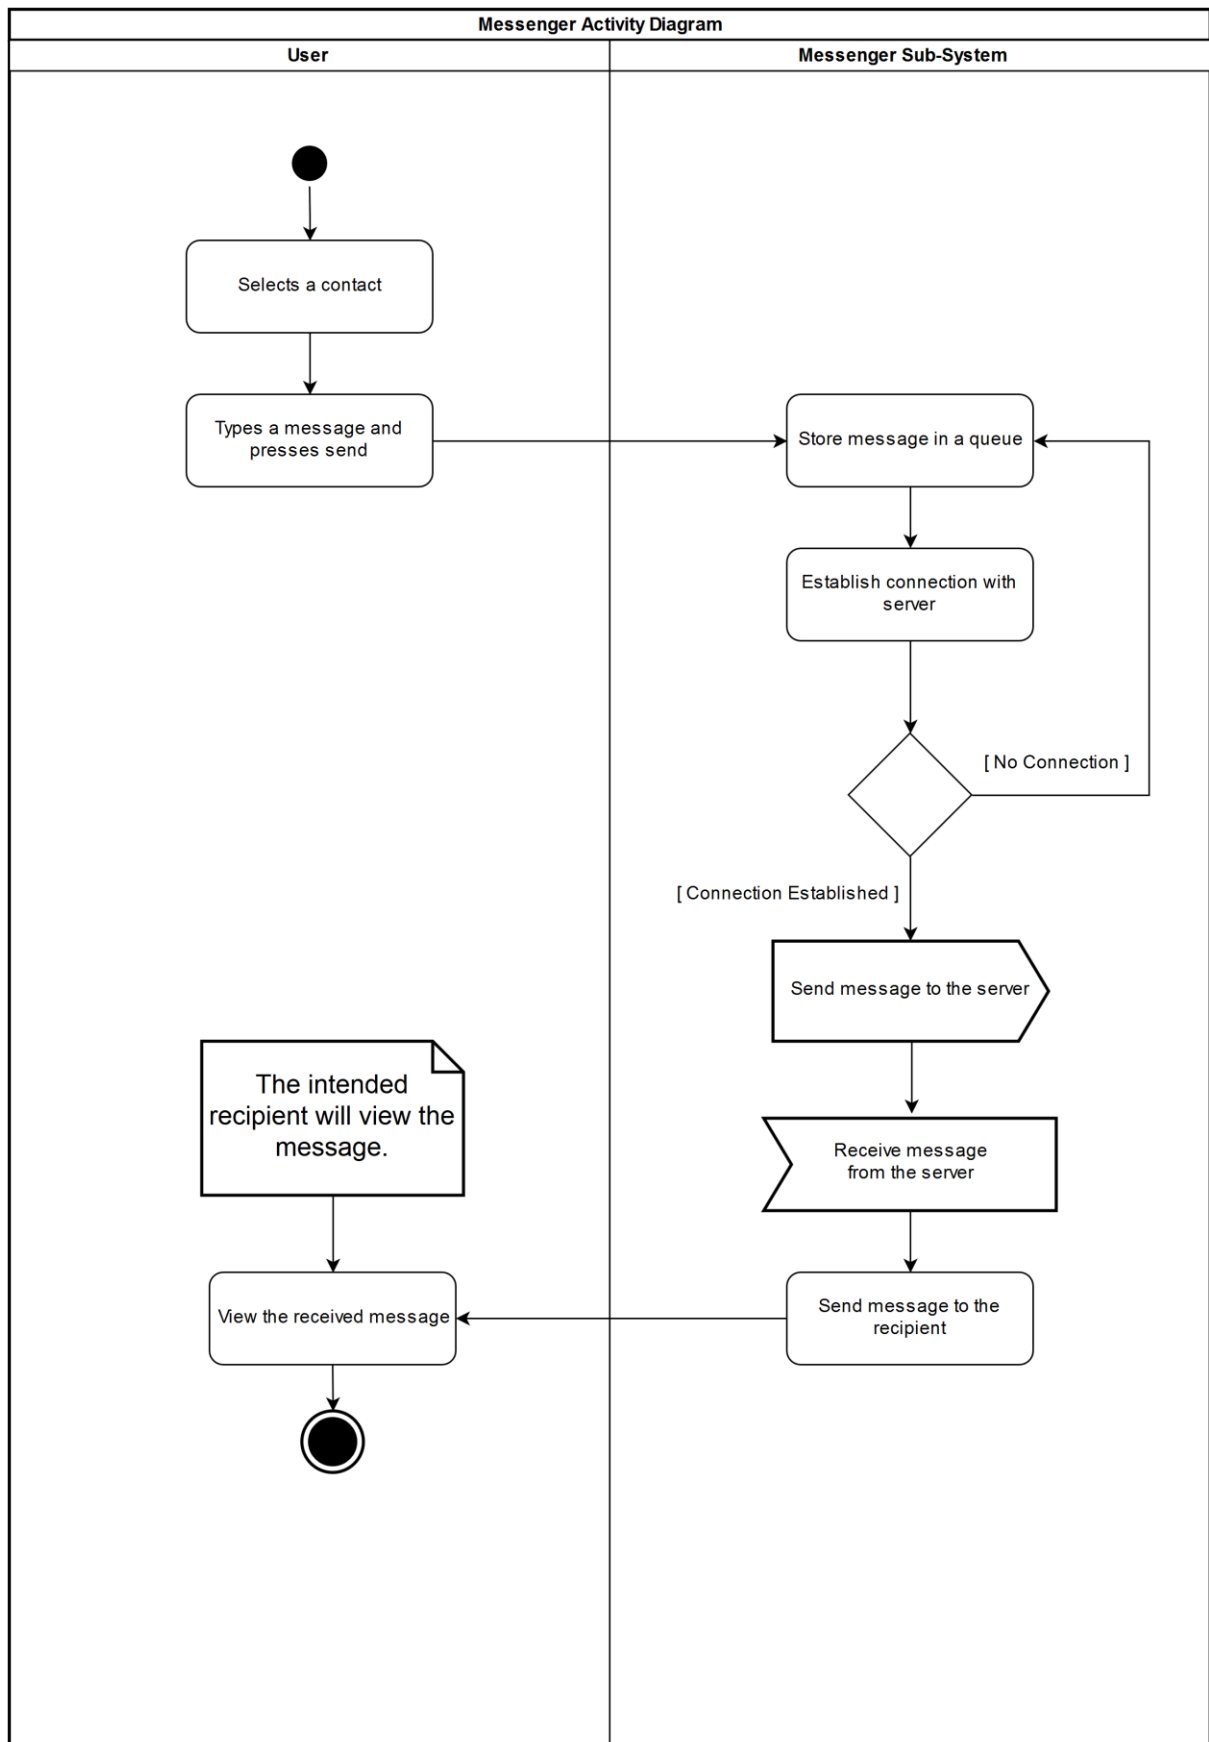 Messenger Activity Diagram
User
Messenger Sub-System
Selects a contact
Types a message and
presses send
Store message in a queue
Establish connection with
server
[ No Connection ]
[ Connection Established ]
Send message to the server
The intended
recipient will view the
message.
Receive message
from the server
View the received message
Send message to the
recipient